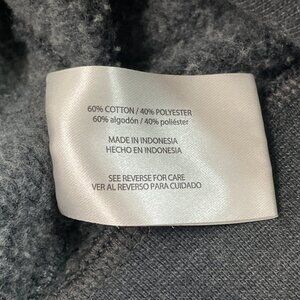 60% COTTON / 40% POLYESTER
60% algodón / 40% poliéster
MADE IN INDONESIA
HECHO EN INDONESIA
SEE REVERSE FOR CARE
VER AL REVERSO PARA CUIDADO